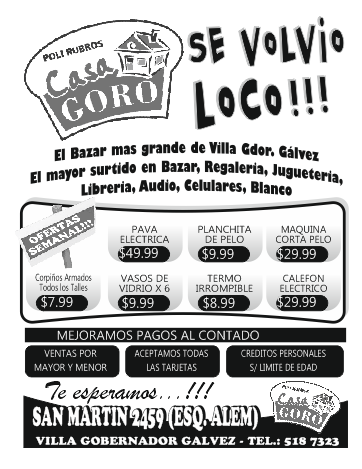 POLI RUBROS
Casa
GORO
SE VOLVIO
LOCO!!!
El Bazar mas grande de Villa Gdor. Gálvez
El mayor surtido en Bazar, Regalería, Juguetería,
Librería, Audio, Celulares, Blanco
OFERTAS
SEMANAL!!!
PAVA
ELECTRICA
$49.99
PLANCHITA
DE PELO
$9.99
MAQUINA
CORTA PELO
$29.99
Corpiños Armados
Todos los Talles
$7.99
VASOS DE
VIDRIO X 6
$9.99
TERMO
IRROMPIBLE
$8.99
CALEFON
ELECTRICO
$29.99
MEJORAMOS PAGOS AL CONTADO
VENTAS POR
MAYOR Y MENOR
ACEPTAMOS TODAS
LAS TARJETAS
CREDITOS PERSONALES
S/ LIMITE DE EDAD
Te esperamos...!!!
SAN MARTIN 2459 (ESQ. ALEM)
POLI RUBROS
Casa
GORO
VILLA GOBERNADOR GALVEZ - TEL.: 518 7323